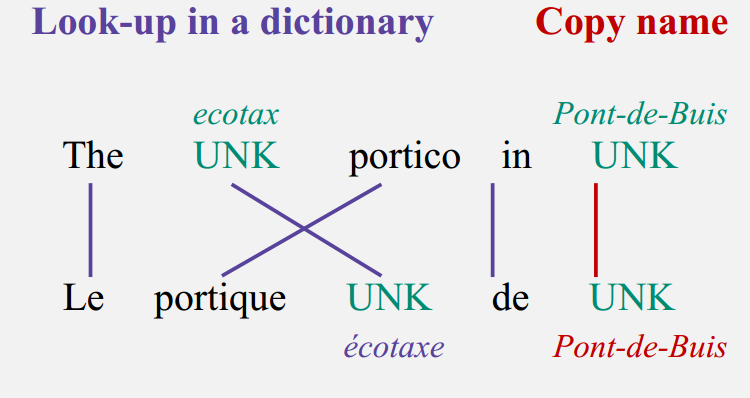 Look-up in a dictionary Copy name
ecotax Pont-de-Buis
The UNK portico in UNK
Le portique UNK de UNK
écotaxe Pont-de-Buis